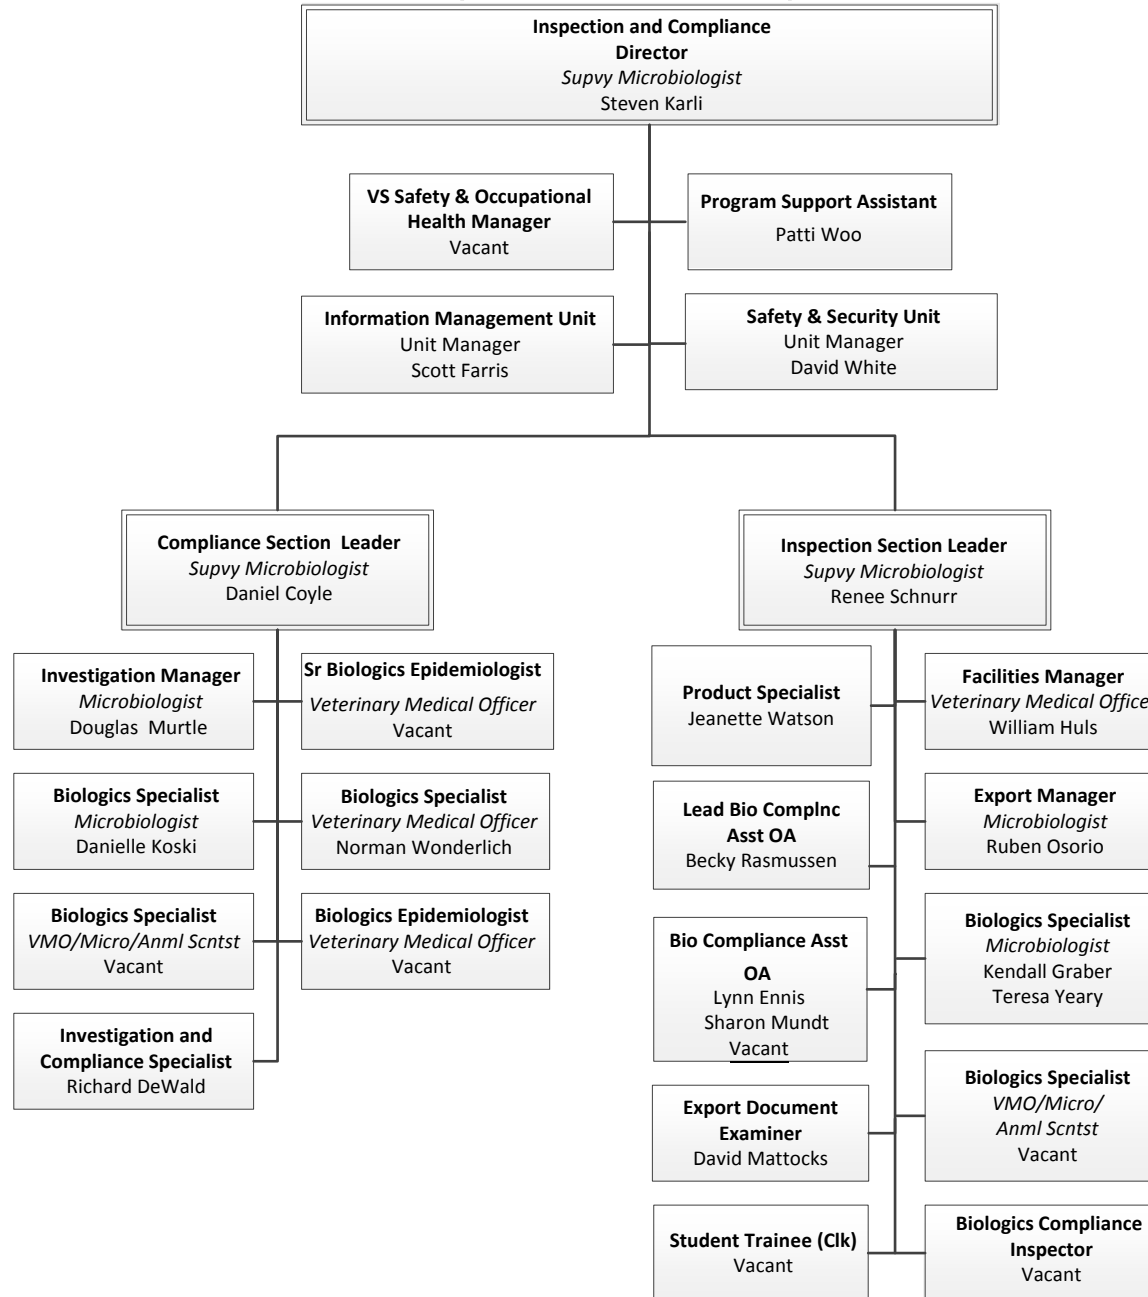 Inspection and Compliance
Director
Supvy Microbiologist
Steven Karli
VS Safety & Occupational
Health Manager
Vacant
Program Support Assistant
Patti Woo
Information Management Unit
Unit Manager
Scott Farris
Safety & Security Unit
Unit Manager
David White
Compliance Section  Leader
Supvy Microbiologist
Daniel Coyle
Inspection Section Leader
Supvy Microbiologist
Renee Schnurr
Investigation Manager
Microbiologist
Douglas  Murtle
Sr Biologics Epidemiologist
Veterinary Medical Officer
Vacant
Biologics Specialist
Microbiologist
Danielle Koski
Biologics Specialist
Veterinary Medical Officer
Norman Wonderlich
Biologics Specialist
VMO/Micro/Anml Scntst
Vacant
Biologics Epidemiologist
Veterinary Medical Officer
Vacant
Investigation and
Compliance Specialist
Richard DeWald
Product Specialist
Jeanette Watson
Facilities Manager
Veterinary Medical Office
William Huls
Lead Bio Complnc
Asst OA
Becky Rasmussen
Export Manager
Microbiologist
Ruben Osorio
Bio Compliance Asst
OA
Lynn Ennis
Sharon Mundt
Vacant
Biologics Specialist
Microbiologist
Kendall Graber
Teresa Yeary
Export Document
Examiner
David Mattocks
Biologics Specialist
VMO/Micro/
Anml Scntst
Vacant
Student Trainee (Clk)
Vacant
Biologics Compliance
Inspector
Vacant